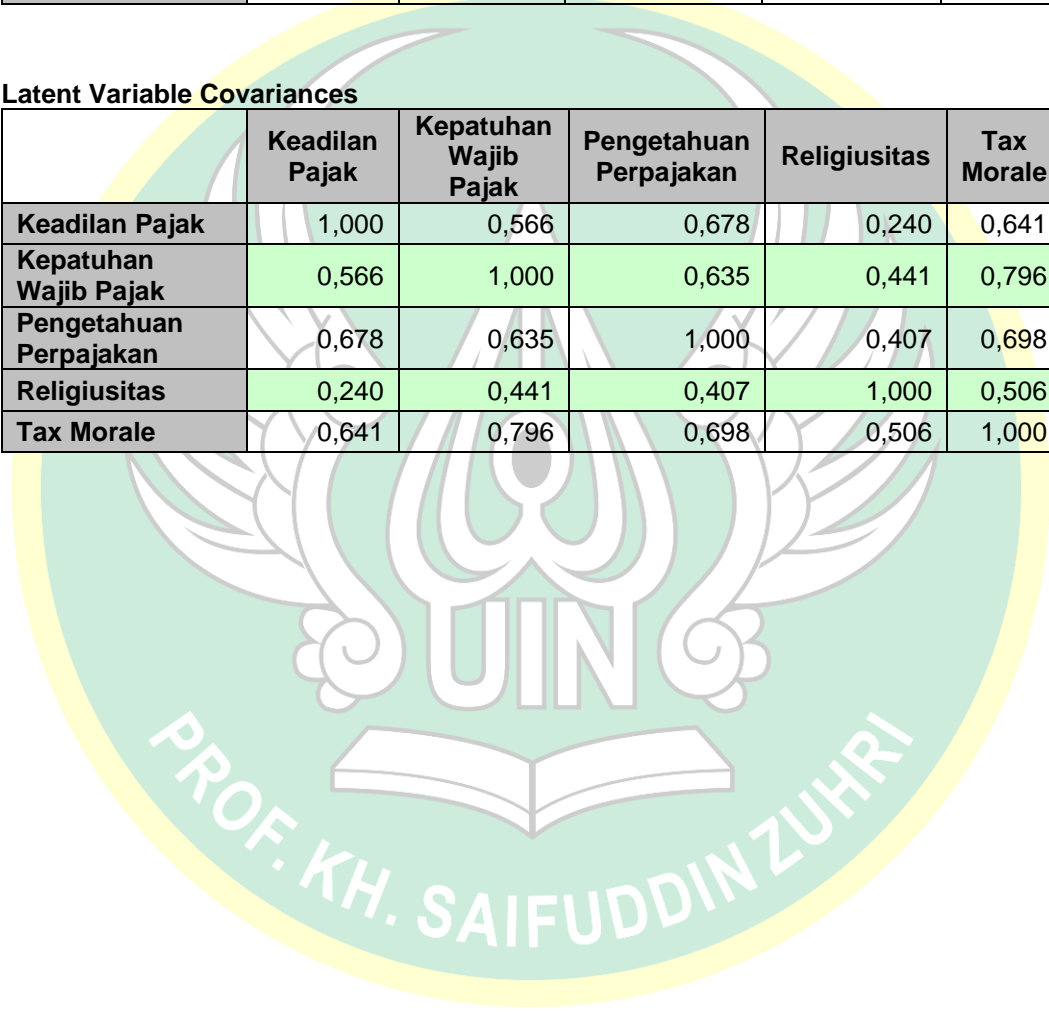 Latent Variable Covariances
Keadilan Pajak Kepatuhan Wajib Pajak Pengetahuan Perpajakan Religiusitas Tax Morale
Keadilan Pajak 1,000 0,566 0,678 0,240 0,641
Kepatuhan Wajib Pajak 0,566 1,000 0,635 0,441 0,796
Pengetahuan Perpajakan 0,678 0,635 1,000 0,407 0,698
Religiusitas 0,240 0,441 0,407 1,000 0,506
Tax Morale 0,641 0,796 0,698 0,506 1,000
UIN
PROF. KH. SAIFUDDIN ZUHRI